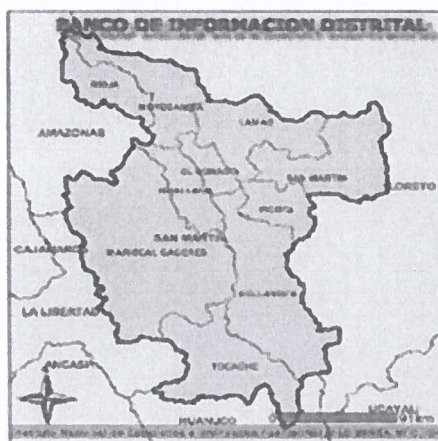 BANCO DE INFORMACION DISTRITAL
RIOJA
MOYOBAMBA
AMAZONAS
LAMAS
EL DORADO
SAN MARTIN
LORETO
HUALLAGA
PICOTA
SAN MARTIN
CAJAMARCA
MARISCAL CACERES
BELLAVISTA
LA LIBERTAD
TOCACHE
ANCASH
UCAYALI
HUANUCO
0